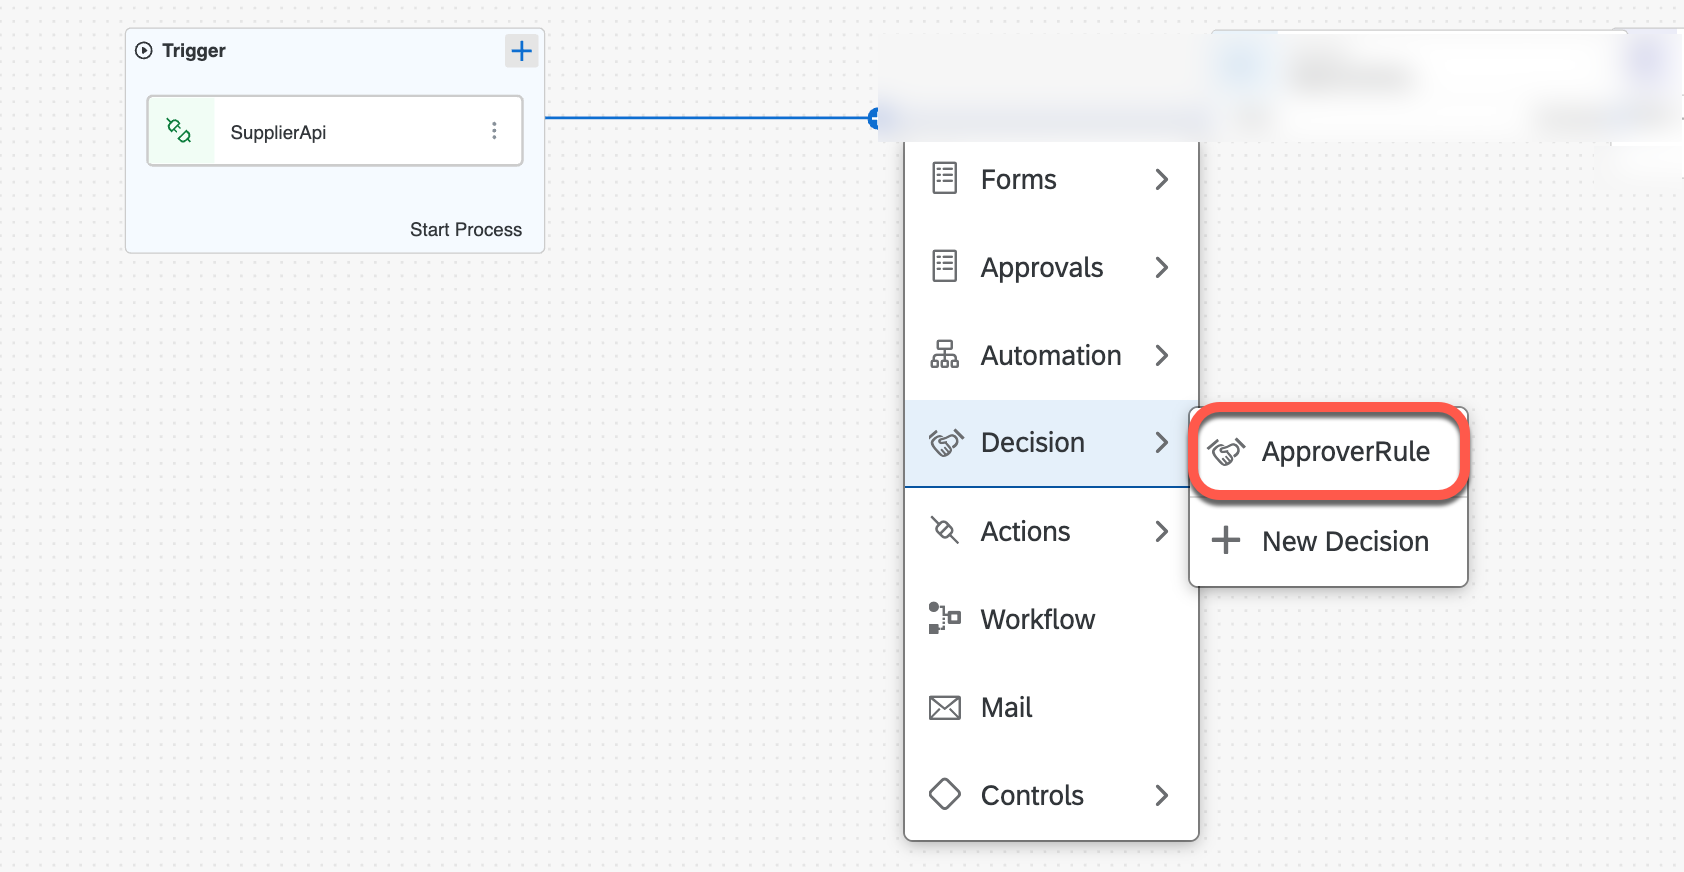 Trigger
SupplierApi
Start Process
Forms
Approvals
Automation
Decision
ApproverRule
Actions
New Decision
Workflow
Mail
Controls